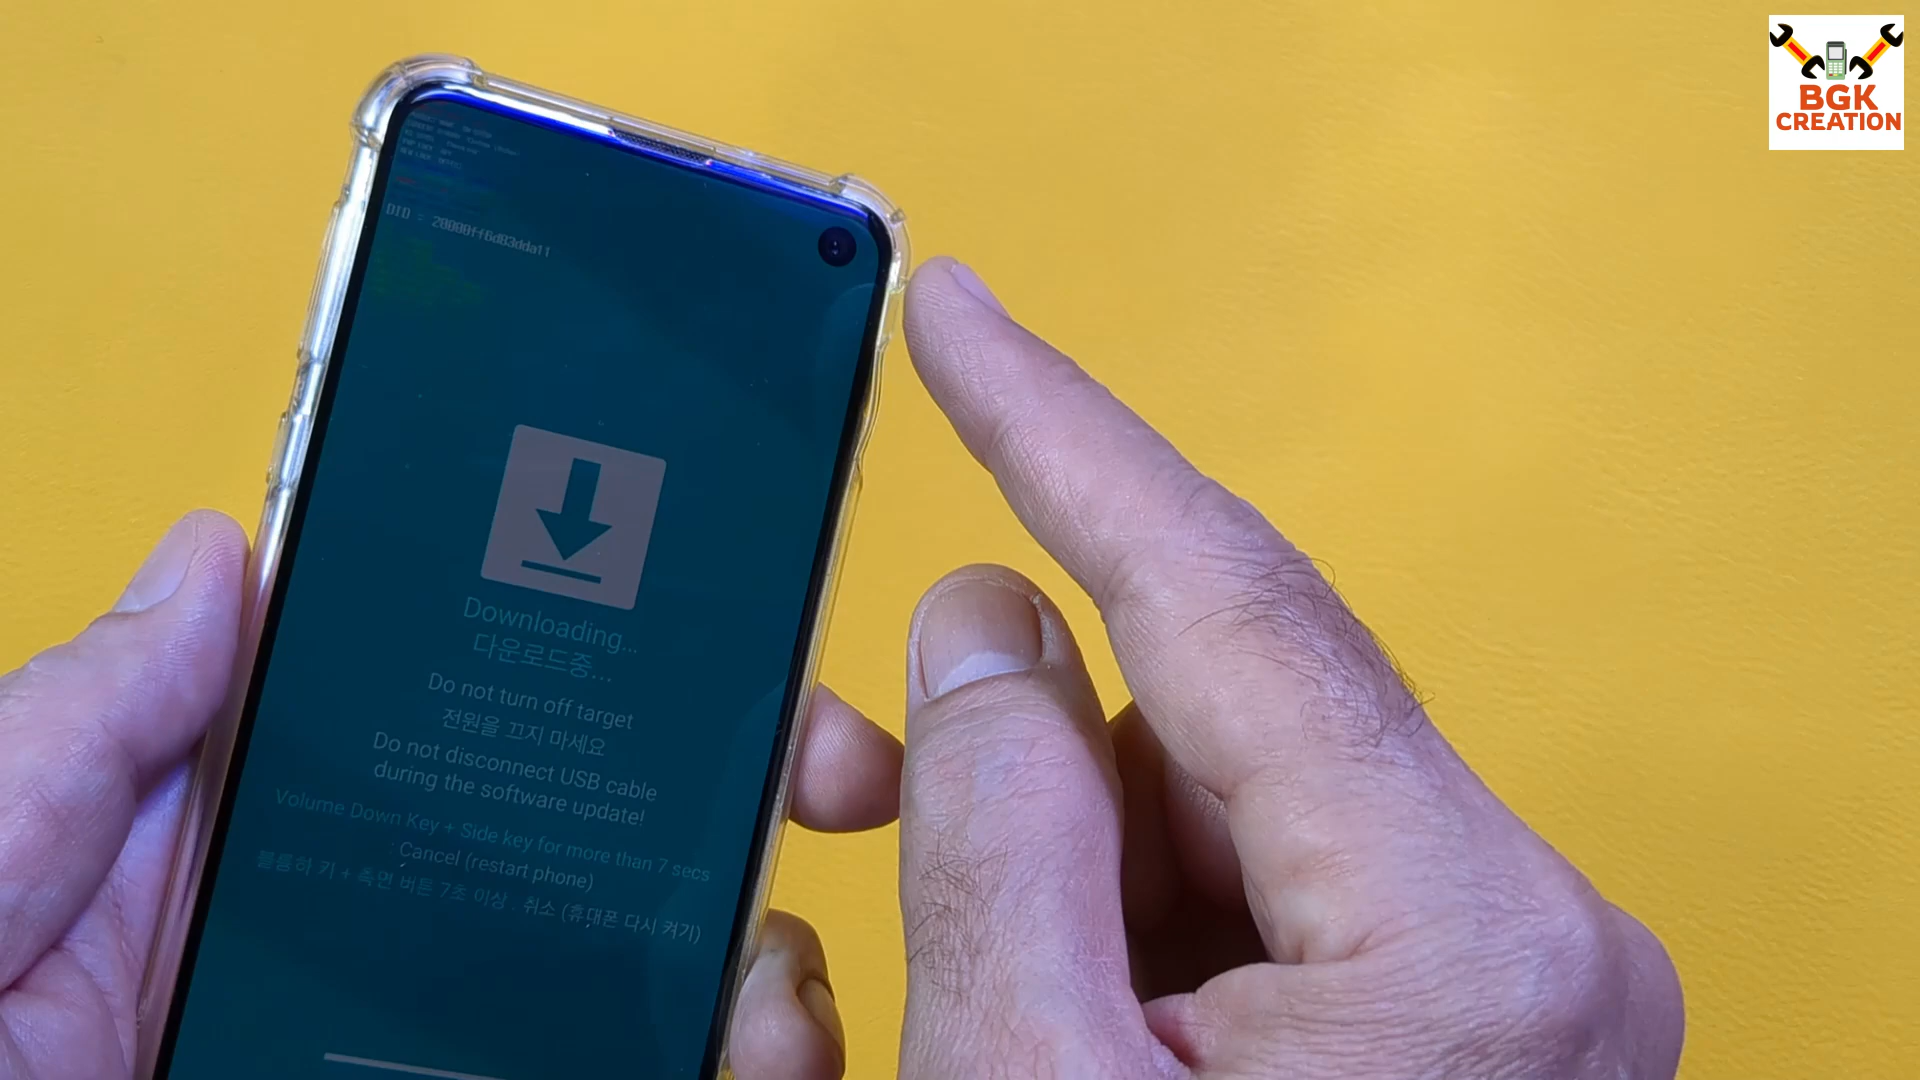 BGK
CREATION
DID : 20000ff6d83dda11
Downloading...
다운로드중...
Do not turn off target
전원을 끄지 마세요
Do not disconnect USB cable
during the software update!
Volume Down Key + Side key for more than 7 secs
: Cancel (restart phone)
볼륨하 키 + 측면 버튼 7초 이상 : 취소 (휴대폰 다시 켜기)